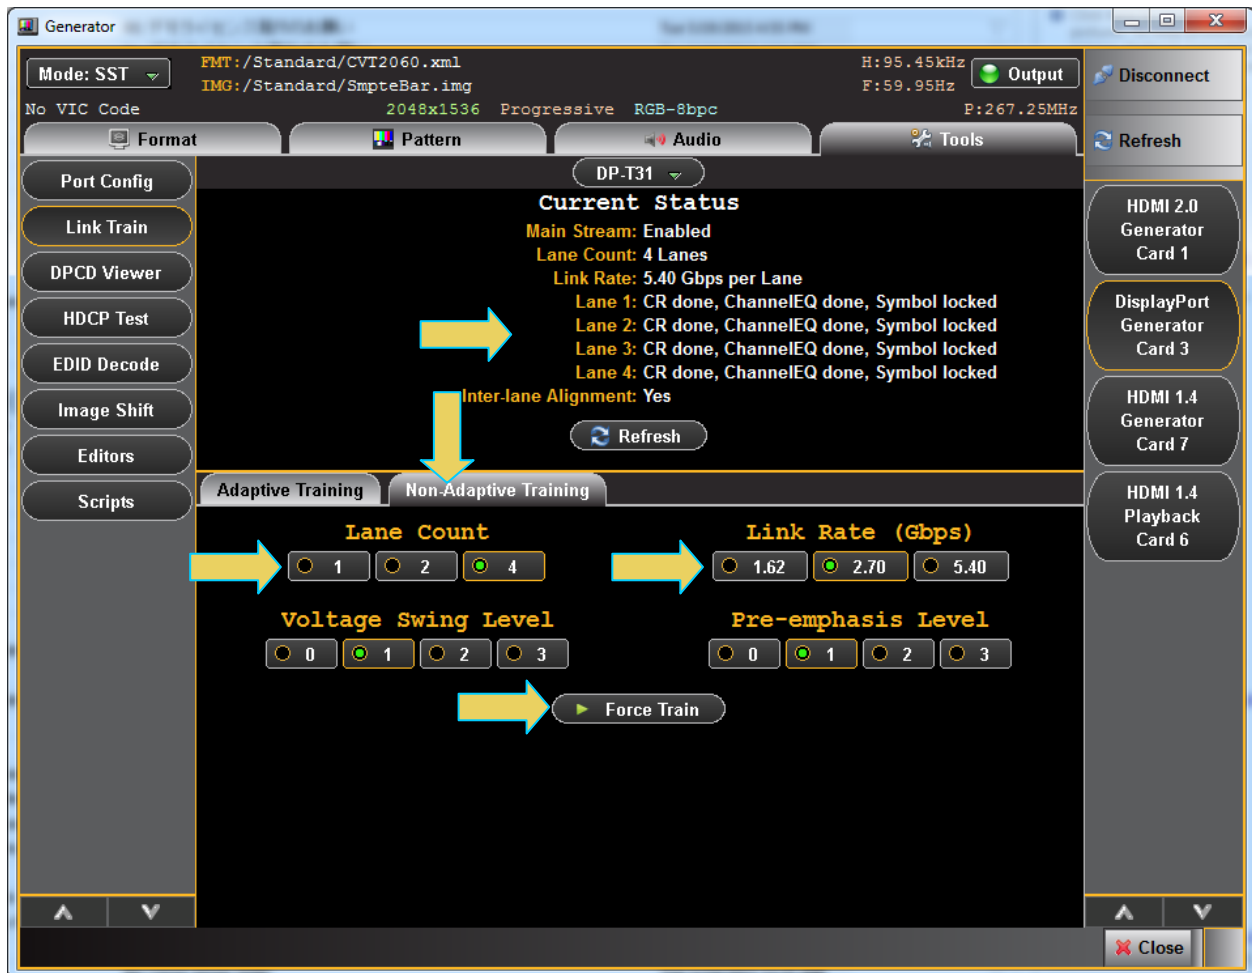 Generator
Mode: SST
FMT:/Standard/CVT2060.xml
IMG:/Standard/SmpteBar.img
H:95.45kHz
F:59.95Hz
Output
No VIC Code
2048x1536 Progressive RGB-8bpc
P:267.25MHz
Disconnect
Refresh
Format
Pattern
Audio
Tools
Port Config
Link Train
DPCD Viewer
HDCP Test
EDID Decode
Image Shift
Editors
Scripts
DP-T31
Current Status
Main Stream: Enabled
Lane Count: 4 Lanes
Link Rate: 5.40 Gbps per Lane
Lane 1: CR done, ChannelEQ done, Symbol locked
Lane 2: CR done, ChannelEQ done, Symbol locked
Lane 3: CR done, ChannelEQ done, Symbol locked
Lane 4: CR done, ChannelEQ done, Symbol locked
Inter-lane Alignment: Yes
Refresh
Adaptive Training
Non-Adaptive Training
Lane Count
1 2 4
Link Rate (Gbps)
1.62 2.70 5.40
Voltage Swing Level
0 1 2 3
Pre-emphasis Level
0 1 2 3
Force Train
HDMI 2.0
Generator
Card 1
DisplayPort
Generator
Card 3
HDMI 1.4
Generator
Card 7
HDMI 1.4
Playback
Card 6
Close